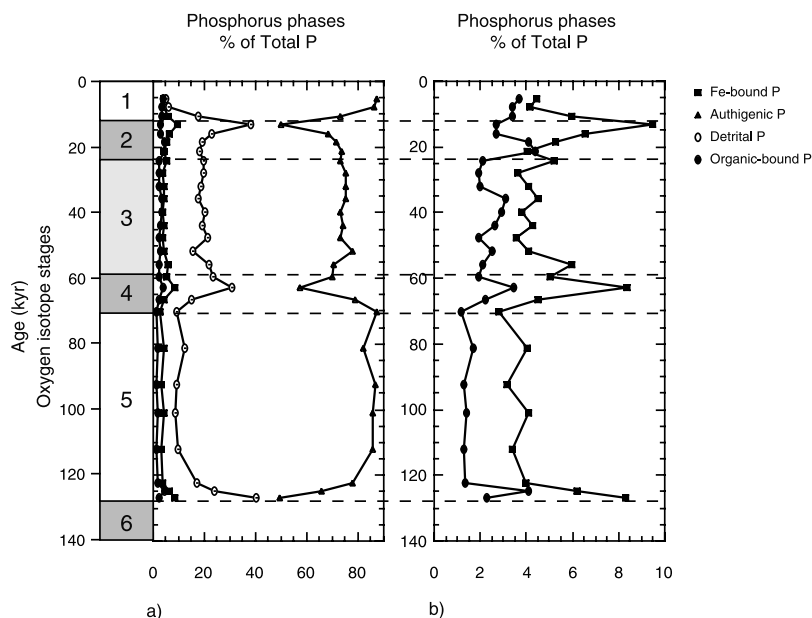 Phosphorus phases
% of Total P
Phosphorus phases
% of Total P
Age (kyr)
Oxygen isotope stages
0
20
40
60
80
100
120
140
1
2
3
4
5
6
0 20 40 60 80
a)
0
20
40
60
80
100
120
140
0 2 4 6 8 10
b)
Fe-bound P
Authigenic P
Detrital P
Organic-bound P